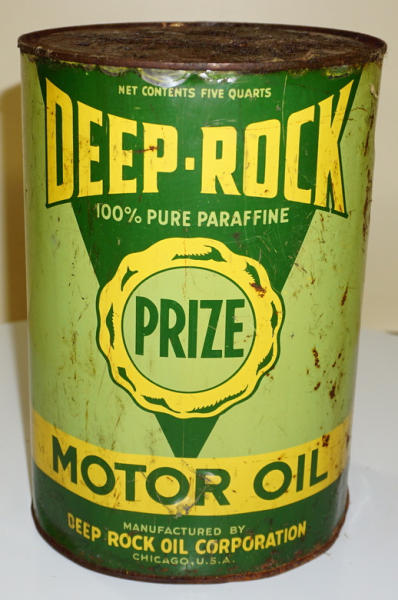 NET CONTENTS FIVE QUARTS
DEEP·ROCK
100% PURE PARAFFINE
PRIZE
MOTOR OIL
MANUFACTURED BY
DEEP ROCK OIL CORPORATION
CHICAGO, U.S.A.